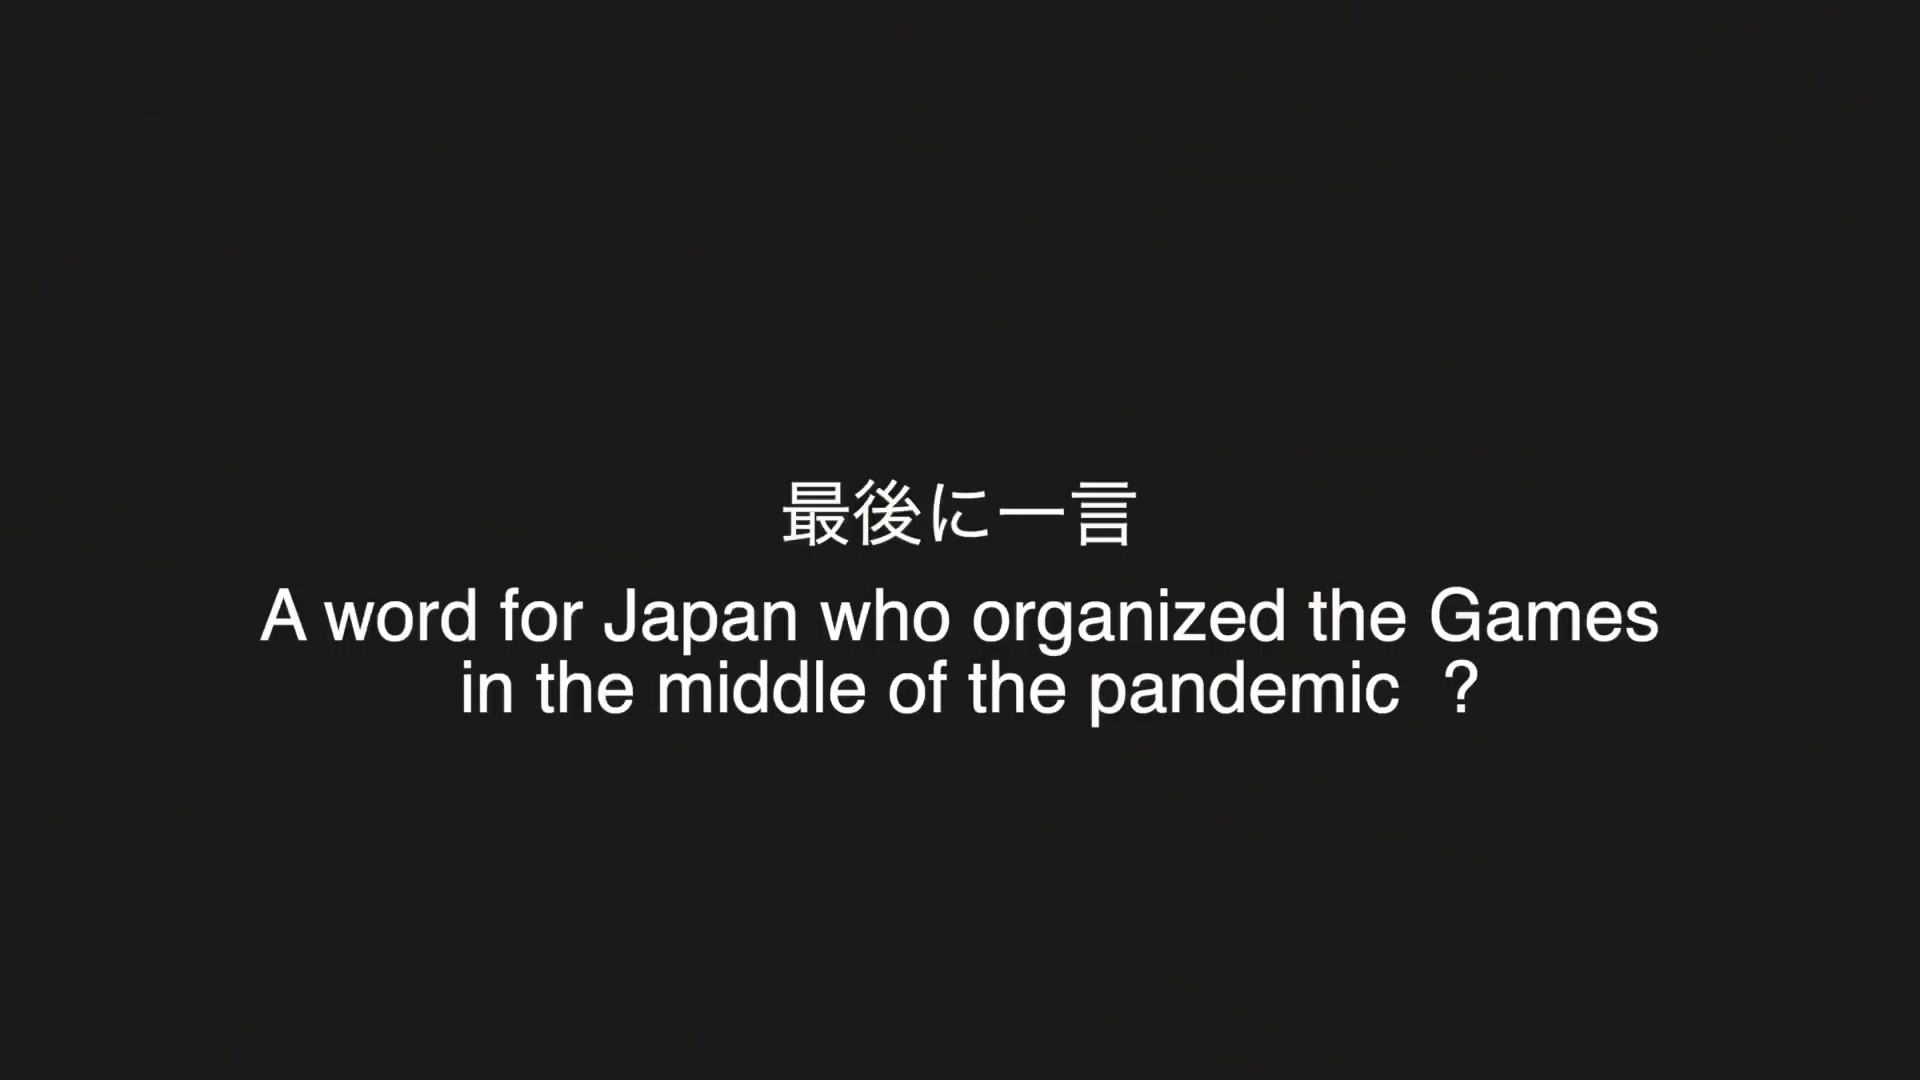 最後に一言
A word for Japan who organized the Games
in the middle of the pandemic  ?